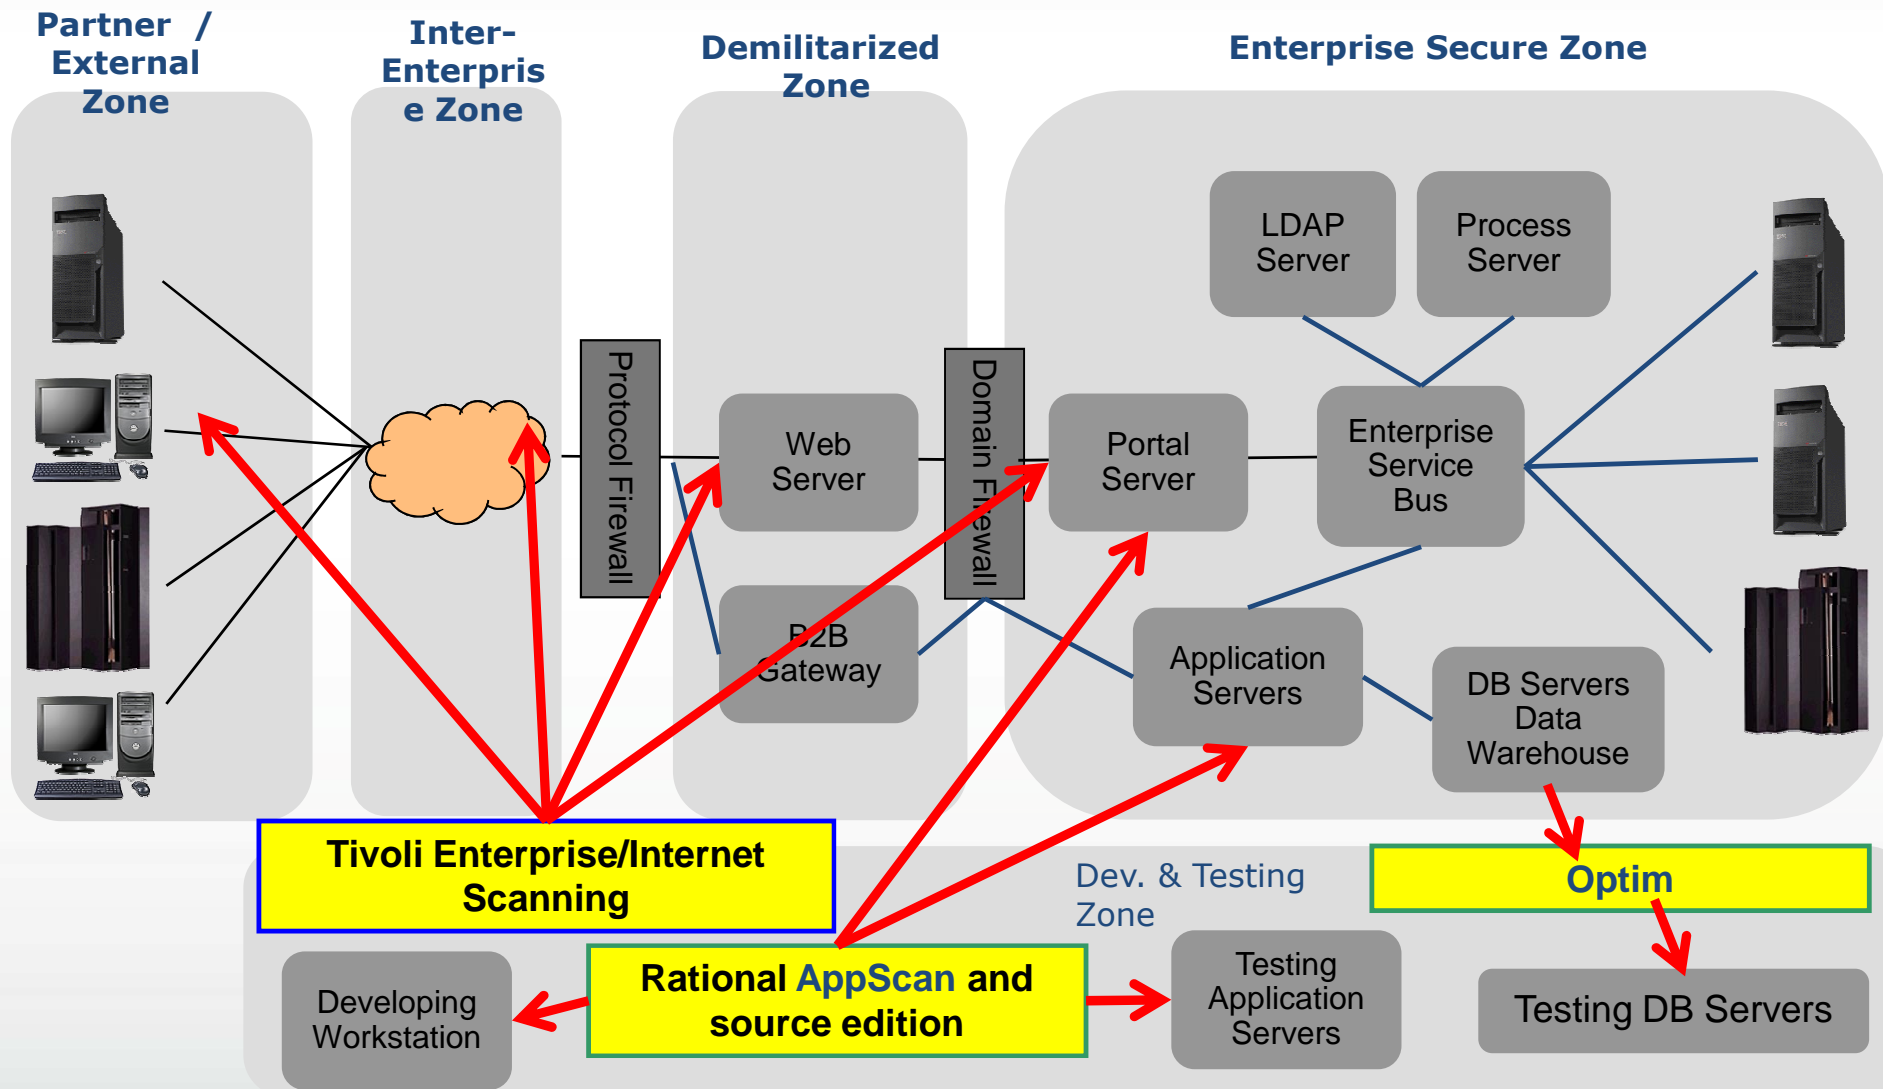 Partner /
External
Zone
Inter-
Enterpris
e Zone
Demilitarized
Zone
Enterprise Secure Zone
LDAP
Server
Process
Server
Protocol Firewall
Domain Firewall
Web
Server
Portal
Server
Enterprise
Service
Bus
B2B
Gateway
Application
Servers
DB Servers
Data
Warehouse
Tivoli Enterprise/Internet
Scanning
Dev. & Testing
Zone
Optim
Developing
Workstation
Rational AppScan and
source edition
Testing
Application
Servers
Testing DB Servers